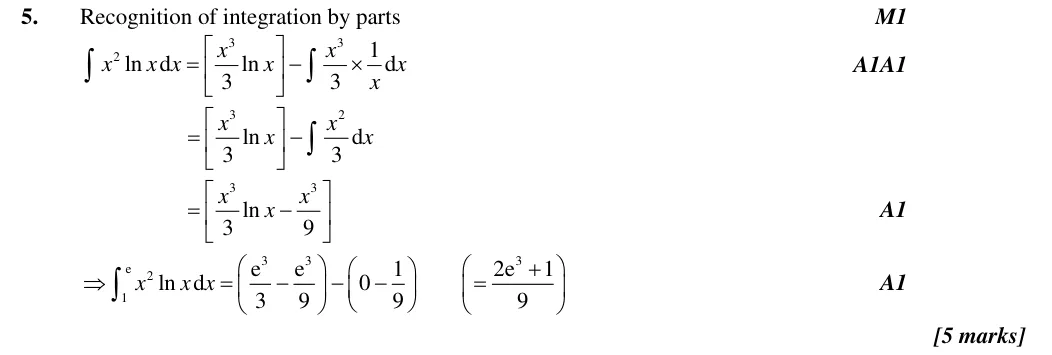 5. Recognition of integration by parts M1
∫ x² ln x dx = [x³/3 ln x] − ∫ x³/3 × 1/x dx A1A1
= [x³/3 ln x] − ∫ x²/3 dx
= [x³/3 ln x − x³/9] A1
⇒ ∫₁ᵉ x² ln x dx = (e³/3 − e³/9) − (0 − 1/9) (= (2e³ + 1)/9) A1
[5 marks]